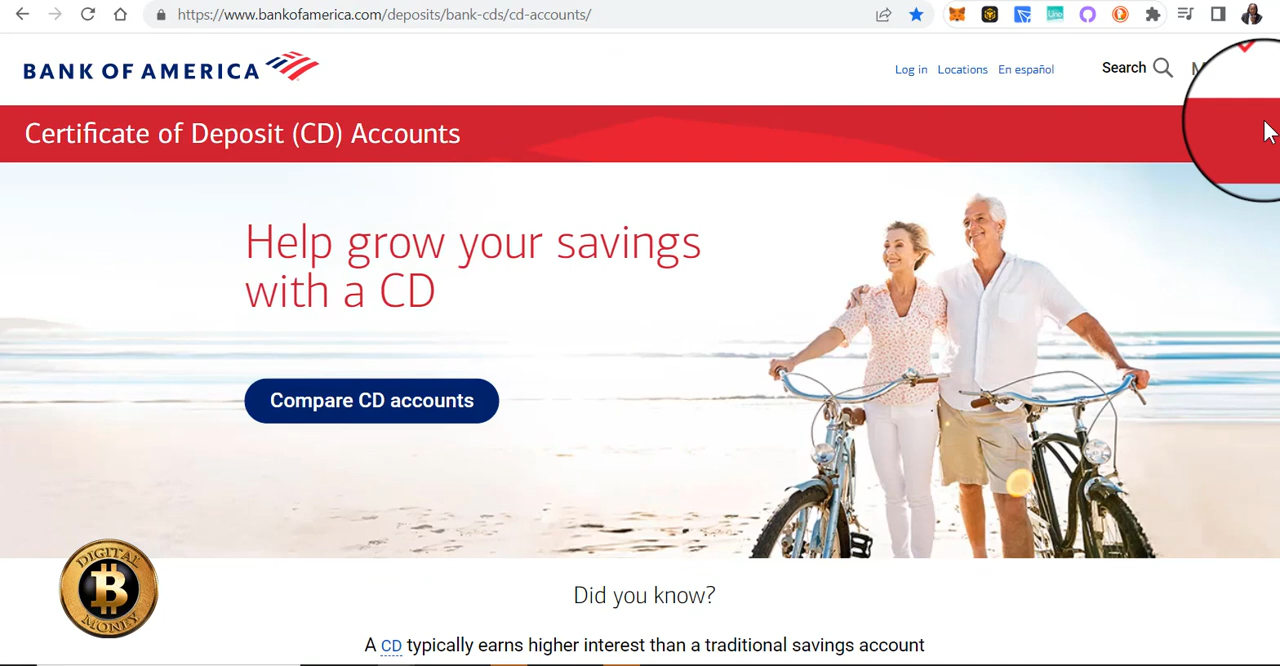 https://www.bankofamerica.com/deposits/bank-cds/cd-accounts/
BANK OF AMERICA
Log in
Locations
En español
Search
M
Certificate of Deposit (CD) Accounts
Help grow your savings
with a CD
Compare CD accounts
DIGITAL
MONEY
Did you know?
A CD typically earns higher interest than a traditional savings account